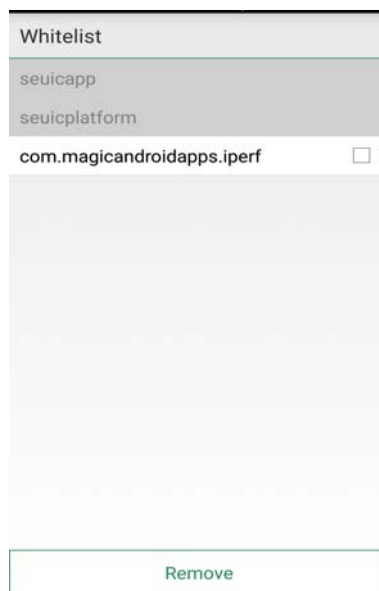 Whitelist
seuicapp
seuicplatform
com.magicandroidapps.iperf
Remove